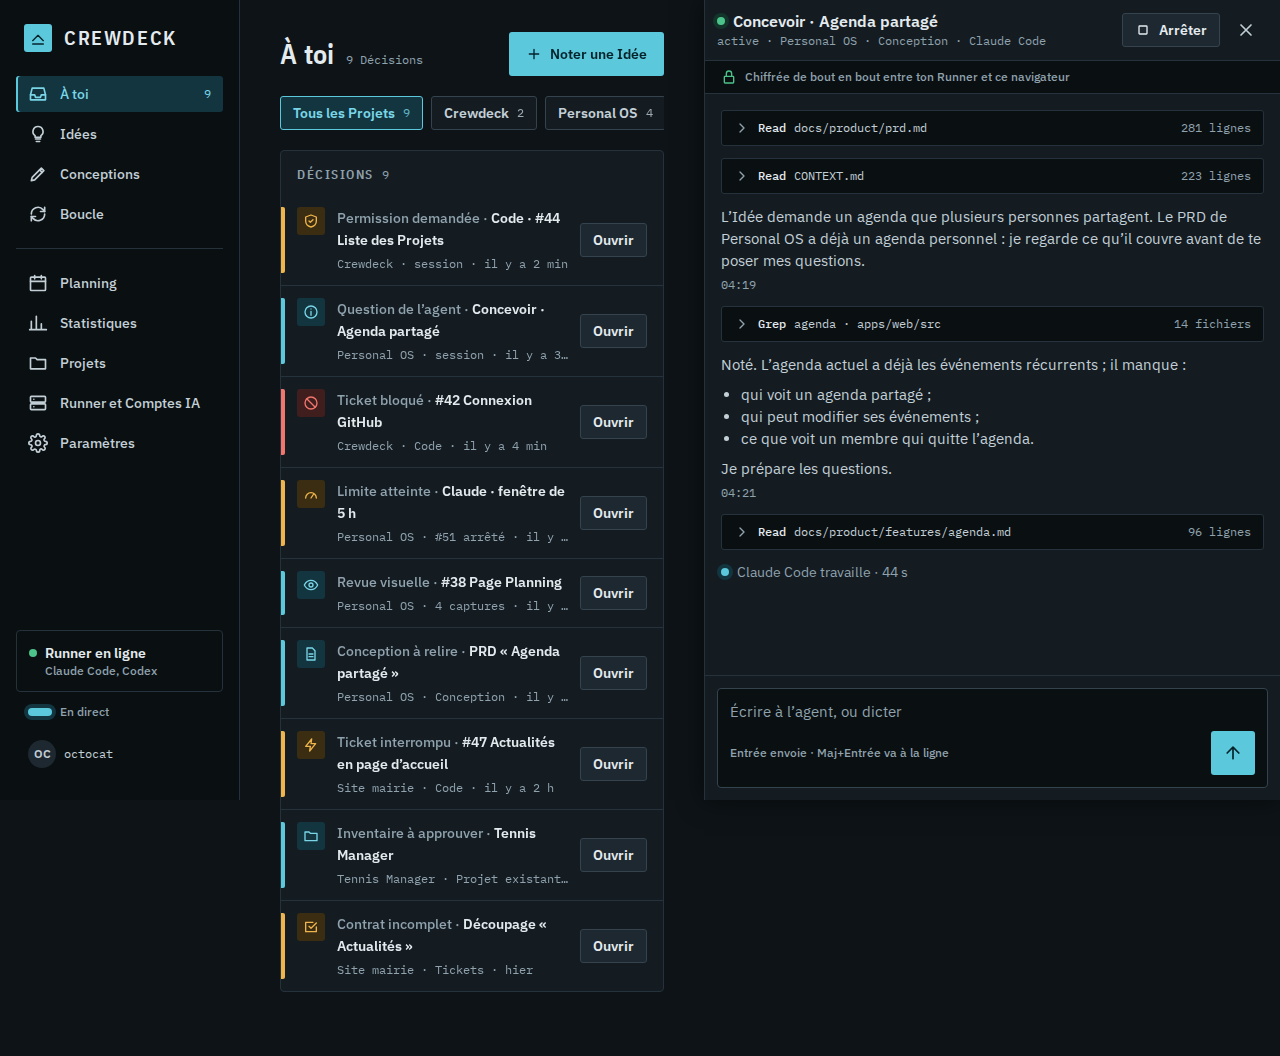 CREWDECK
À toi 9
Idées
Conceptions
Boucle
Planning
Statistiques
Projets
Runner et Comptes IA
Paramètres
Runner en ligne
Claude Code, Codex
En direct
OC octocat
À toi 9 Décisions
Noter une Idée
Tous les Projets 9 Crewdeck 2 Personal OS 4
DÉCISIONS 9
Permission demandée · Code · #44
Liste des Projets
Crewdeck · session · il y a 2 min
Ouvrir
Question de l’agent · Concevoir ·
Agenda partagé
Personal OS · session · il y a 3…
Ouvrir
Ticket bloqué · #42 Connexion
GitHub
Crewdeck · Code · il y a 4 min
Ouvrir
Limite atteinte · Claude · fenêtre de
5 h
Personal OS · #51 arrêté · il y …
Ouvrir
Revue visuelle · #38 Page Planning
Personal OS · 4 captures · il y …
Ouvrir
Conception à relire · PRD « Agenda
partagé »
Personal OS · Conception · il y …
Ouvrir
Ticket interrompu · #47 Actualités
en page d’accueil
Site mairie · Code · il y a 2 h
Ouvrir
Inventaire à approuver · Tennis
Manager
Tennis Manager · Projet existant…
Ouvrir
Contrat incomplet · Découpage «
Actualités »
Site mairie · Tickets · hier
Ouvrir
Concevoir · Agenda partagé
active · Personal OS · Conception · Claude Code
Arrêter
Chiffrée de bout en bout entre ton Runner et ce navigateur
Read docs/product/prd.md 281 lignes
Read CONTEXT.md 223 lignes
L’Idée demande un agenda que plusieurs personnes partagent. Le PRD de
Personal OS a déjà un agenda personnel : je regarde ce qu’il couvre avant de te
poser mes questions.
04:19
Grep agenda · apps/web/src 14 fichiers
Noté. L’agenda actuel a déjà les événements récurrents ; il manque :
• qui voit un agenda partagé ;
• qui peut modifier ses événements ;
• ce que voit un membre qui quitte l’agenda.
Je prépare les questions.
04:21
Read docs/product/features/agenda.md 96 lignes
Claude Code travaille · 44 s
Écrire à l’agent, ou dicter
Entrée envoie · Maj+Entrée va à la ligne